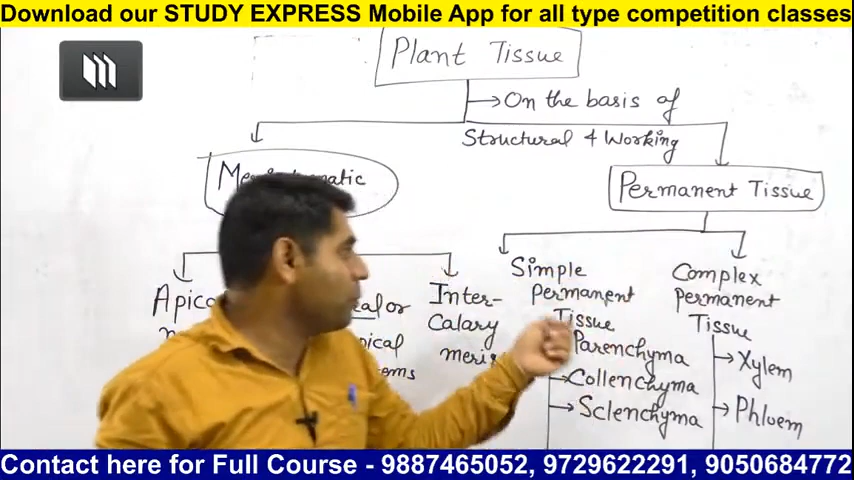 Download our STUDY EXPRESS Mobile App for all type competition classes
Plant Tissue
On the basis of
Structural & Working
Permanent Tissue
Simple
Permanent
Tissue
Parenchyma
Collenchyma
Sclenchyma
Complex
Permanent
Tissue
Xylem
Phloem
Inter-
Calary
or
Contact here for Full Course - 9887465052, 9729622291, 9050684772